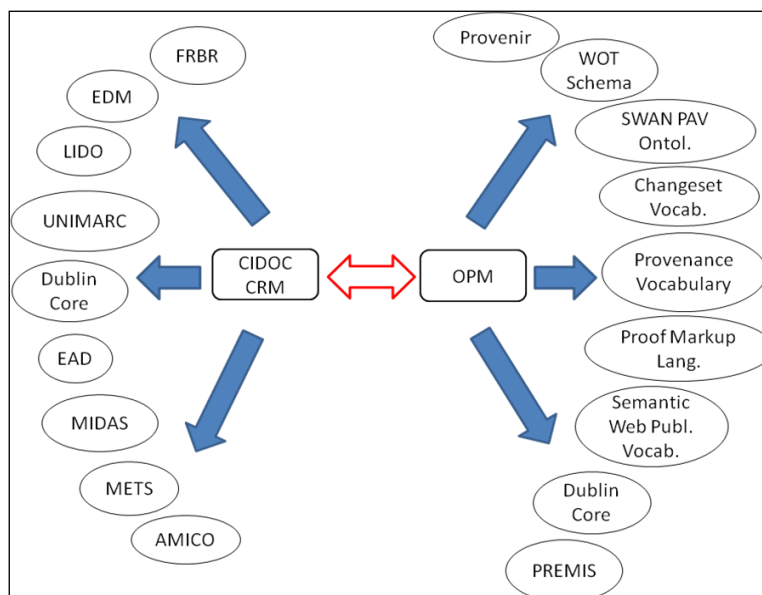 FRBR
EDM
LIDO
UNIMARC
Dublin
Core
EAD
MIDAS
METS
AMICO
CIDOC
CRM
OPM
Provenir
WOT
Schema
SWAN PAV
Ontol.
Changeset
Vocab.
Provenance
Vocabulary
Proof Markup
Lang.
Semantic
Web Publ.
Vocab.
Dublin
Core
PREMIS